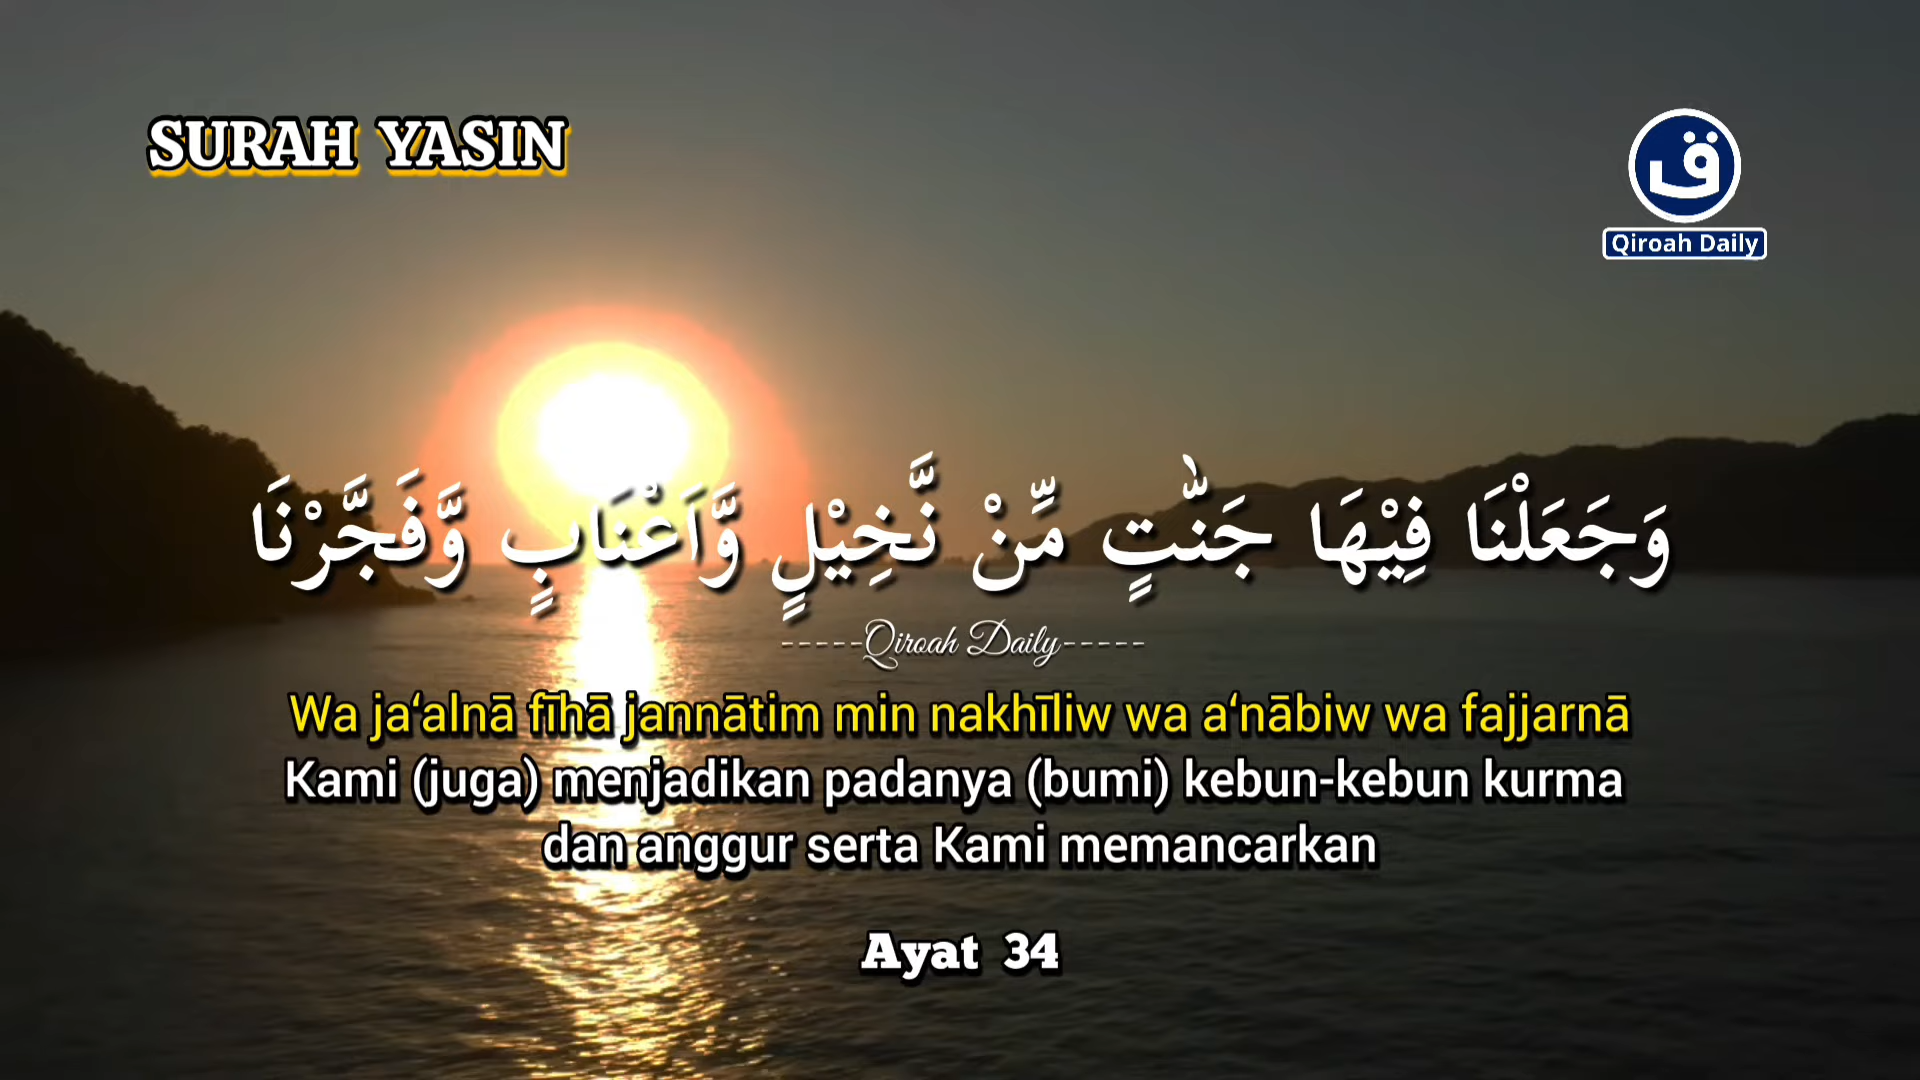 SURAH YASIN
ق
Qiroah Daily
وَجَعَلْنَا فِيْهَا جَنّٰتٍ مِّنْ نَّخِيْلٍ وَّاَعْنَابٍ وَّفَجَّرْنَا
-----Qiroah Daily-----
Wa ja‘alnā fīhā jannātim min nakhīliw wa a‘nābiw wa fajjarnā
Kami (juga) menjadikan padanya (bumi) kebun-kebun kurma
dan anggur serta Kami memancarkan
Ayat 34